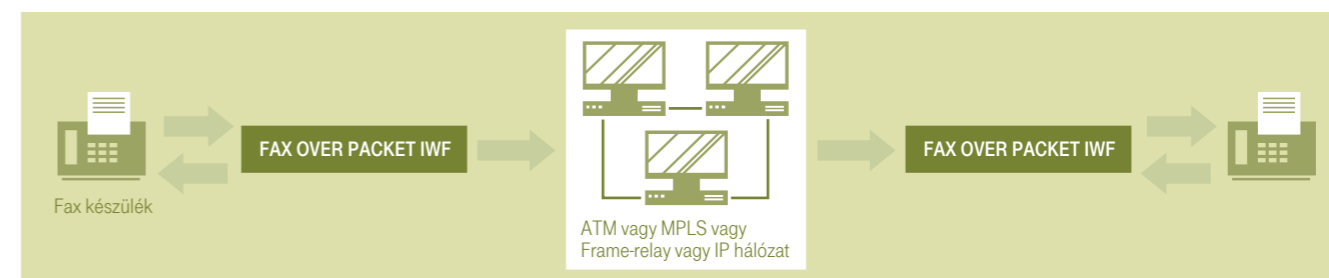 Fax készülék
FAX OVER PACKET IWF
ATM vagy MPLS vagy
Frame-relay vagy IP hálózat
FAX OVER PACKET IWF